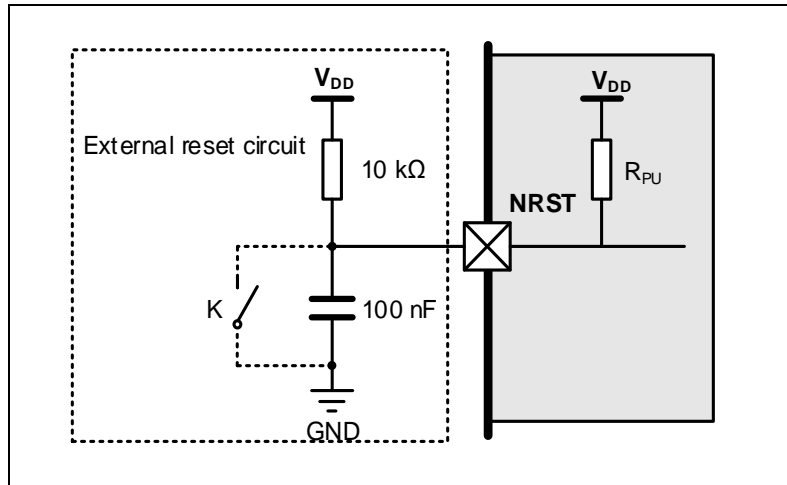 V_DD
V_DD
External reset circuit
10 kΩ
R_PU
NRST
K
100 nF
GND